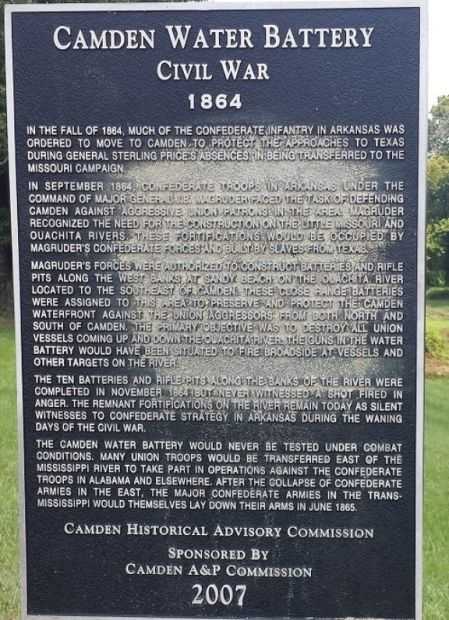 CAMDEN WATER BATTERY
CIVIL WAR
1864
IN THE FALL OF 1864, MUCH OF THE CONFEDERATE INFANTRY IN ARKANSAS WAS
ORDERED TO MOVE TO CAMDEN TO PROTECT THE APPROACHES TO TEXAS
DURING GENERAL STERLING PRICE'S ABSENCES IN BEING TRANSFERRED TO THE
MISSOURI CAMPAIGN
IN SEPTEMBER 1864, CONFEDERATE TROOPS IN ARKANSAS UNDER THE
COMMAND OF MAJOR GENERAL J.B. MAGRUDER FACED THE TASK OF DEFENDING
CAMDEN AGAINST AGGRESSIVE UNION PATRONS IN THE AREA. MAGRUDER
RECOGNIZED THE NEED FOR THE CONSTRUCTION ON THE LITTLE MISSOURI AND
OUACHITA RIVERS. THESE FORTIFICATIONS WOULD BE OCCUPIED BY
MAGRUDER'S CONFEDERATE FORCES AND BUILT BY SLAVES FROM TEXAS.
MAGRUDER'S FORCES WERE AUTHORIZED TO CONSTRUCT BATTERIES AND RIFLE
PITS ALONG THE WEST BANKS AT SANDY BEACH ON THE OUACHITA RIVER
LOCATED TO THE SOUTH EAST OF CAMDEN. THESE CLOSE RANGE BATTERIES
WERE ASSIGNED TO THIS AREA TO PRESERVE AND PROTECT THE CAMDEN
WATERFRONT AGAINST THE UNION AGGRESSORS FROM BOTH NORTH AND
SOUTH OF CAMDEN. THE PRIMARY OBJECTIVE WAS TO DESTROY ALL UNION
VESSELS COMING UP AND DOWN THE OUACHITA RIVER. THE GUNS IN THE WATER
BATTERY WOULD HAVE BEEN SITUATED TO FIRE BROADSIDE AT VESSELS AND
OTHER TARGETS ON THE RIVER.
THE TEN BATTERIES AND RIFLE PITS ALONG THE BANKS OF THE RIVER WERE
COMPLETED IN NOVEMBER 1864 BUT NEVER WITNESSED A SHOT FIRED IN
ANGER. THE REMNANT FORTIFICATIONS ON THE RIVER REMAIN TODAY AS SILENT
WITNESSES TO CONFEDERATE STRATEGY IN ARKANSAS DURING THE WANING
DAYS OF THE CIVIL WAR.
THE CAMDEN WATER BATTERY WOULD NEVER BE TESTED UNDER COMBAT
CONDITIONS. MANY UNION TROOPS WOULD BE TRANSFERRED EAST OF THE
MISSISSIPPI RIVER TO TAKE PART IN OPERATIONS AGAINST THE CONFEDERATE
TROOPS IN ALABAMA AND ELSEWHERE. AFTER THE COLLAPSE OF CONFEDERATE
ARMIES IN THE EAST, THE MAJOR CONFEDERATE ARMIES IN THE TRANS-
MISSISSIPPI WOULD THEMSELVES LAY DOWN THEIR ARMS IN JUNE 1865.
CAMDEN HISTORICAL ADVISORY COMMISSION
SPONSORED BY
CAMDEN A&P COMMISSION
2007